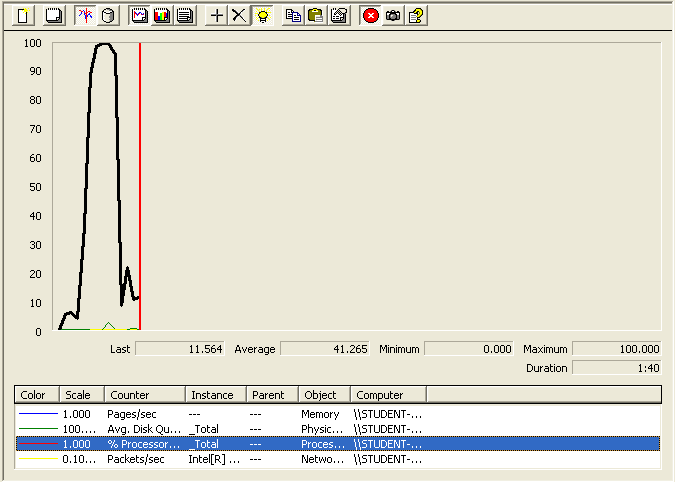 100
90
80
70
60
50
40
30
20
10
0
Last 11.564 Average 41.265 Minimum 0.000 Maximum 100.000
Duration 1:40
Color Scale Counter Instance Parent Object Computer
1.000 Pages/sec --- --- Memory \\STUDENT-...
100.... Avg. Disk Qu... _Total --- Physic... \\STUDENT-...
1.000 % Processor... _Total --- Proces... \\STUDENT-...
0.10... Packets/sec Intel[R] ... --- Netwo... \\STUDENT-...